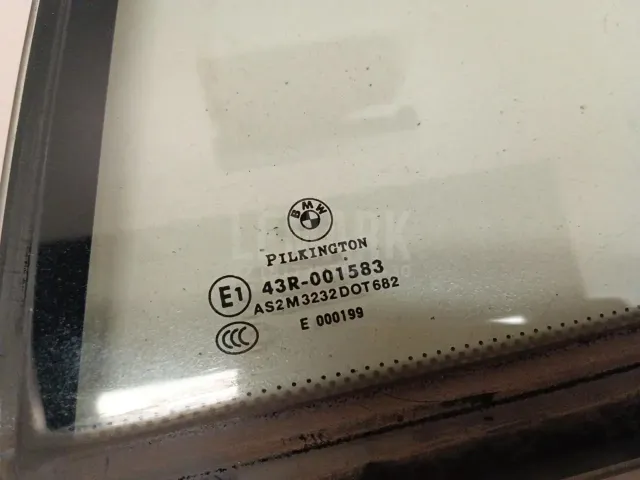 BMW
PILKINGTON
E1 43R-001583
AS2M3232DOT682
CCC E 000199